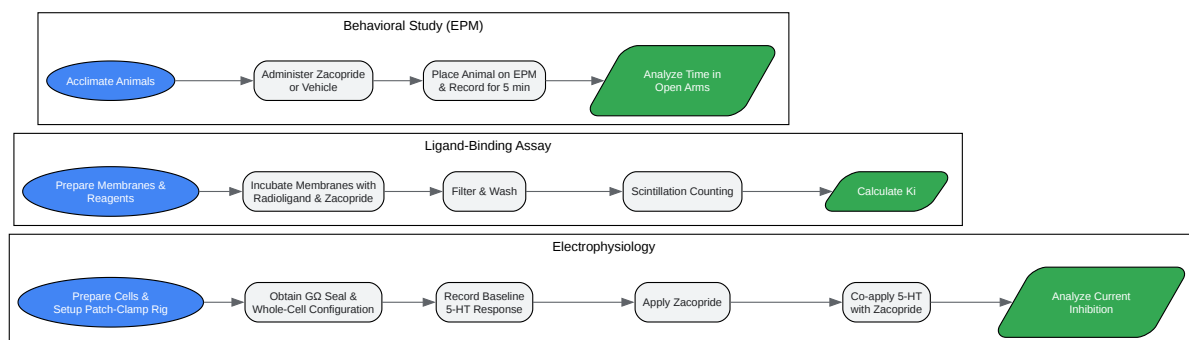 Behavioral Study (EPM)
Acclimate Animals
Administer Zacopride
or Vehicle
Place Animal on EPM
& Record for 5 min
Analyze Time in
Open Arms
Ligand-Binding Assay
Prepare Membranes &
Reagents
Incubate Membranes with
Radioligand & Zacopride
Filter & Wash
Scintillation Counting
Calculate Ki
Electrophysiology
Prepare Cells &
Setup Patch-Clamp Rig
Obtain GΩ Seal &
Whole-Cell Configuration
Record Baseline
5-HT Response
Apply Zacopride
Co-apply 5-HT
with Zacopride
Analyze Current
Inhibition